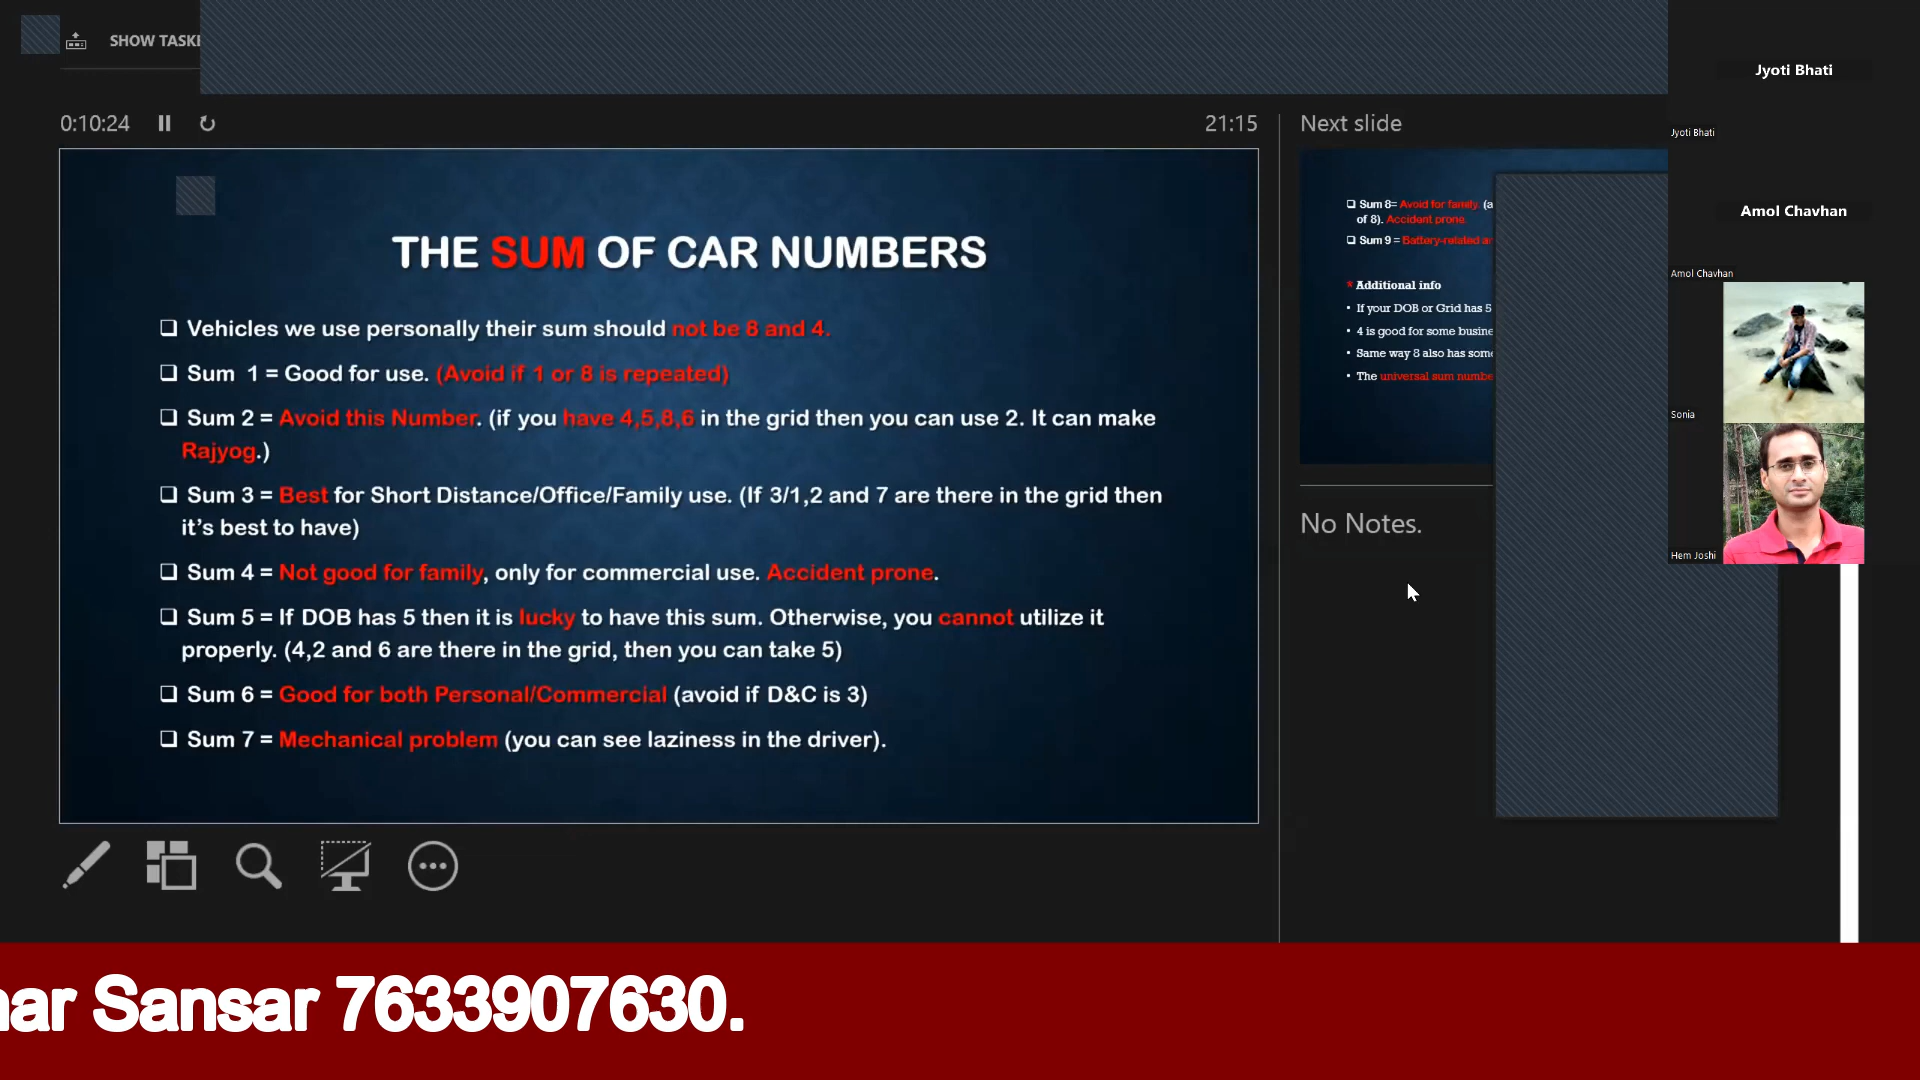 SHOW TASK
Jyoti Bhati
0:10:24
21:15
Next slide
Jyoti Bhati
THE SUM OF CAR NUMBERS
❑ Vehicles we use personally their sum should not be 8 and 4.
❑ Sum 1 = Good for use. (Avoid if 1 or 8 is repeated)
❑ Sum 2 = Avoid this Number. (if you have 4,5,8,6 in the grid then you can use 2. It can make
Rajyog.)
❑ Sum 3 = Best for Short Distance/Office/Family use. (If 3/1,2 and 7 are there in the grid then
it’s best to have)
❑ Sum 4 = Not good for family, only for commercial use. Accident prone.
❑ Sum 5 = If DOB has 5 then it is lucky to have this sum. Otherwise, you cannot utilize it
properly. (4,2 and 6 are there in the grid, then you can take 5)
❑ Sum 6 = Good for both Personal/Commercial (avoid if D&C is 3)
❑ Sum 7 = Mechanical problem (you can see laziness in the driver).
❑ Sum 8= Avoid for family. (a
of 8). Accident prone.
❑ Sum 9 = Battery-related a
* Additional info
• If your DOB or Grid has 5
• 4 is good for some busine
• Same way 8 also has some
• The universal sum numbe
No Notes.
Amol Chavhan
Amol Chavhan
Sonia
Hem Joshi
ar Sansar 7633907630.